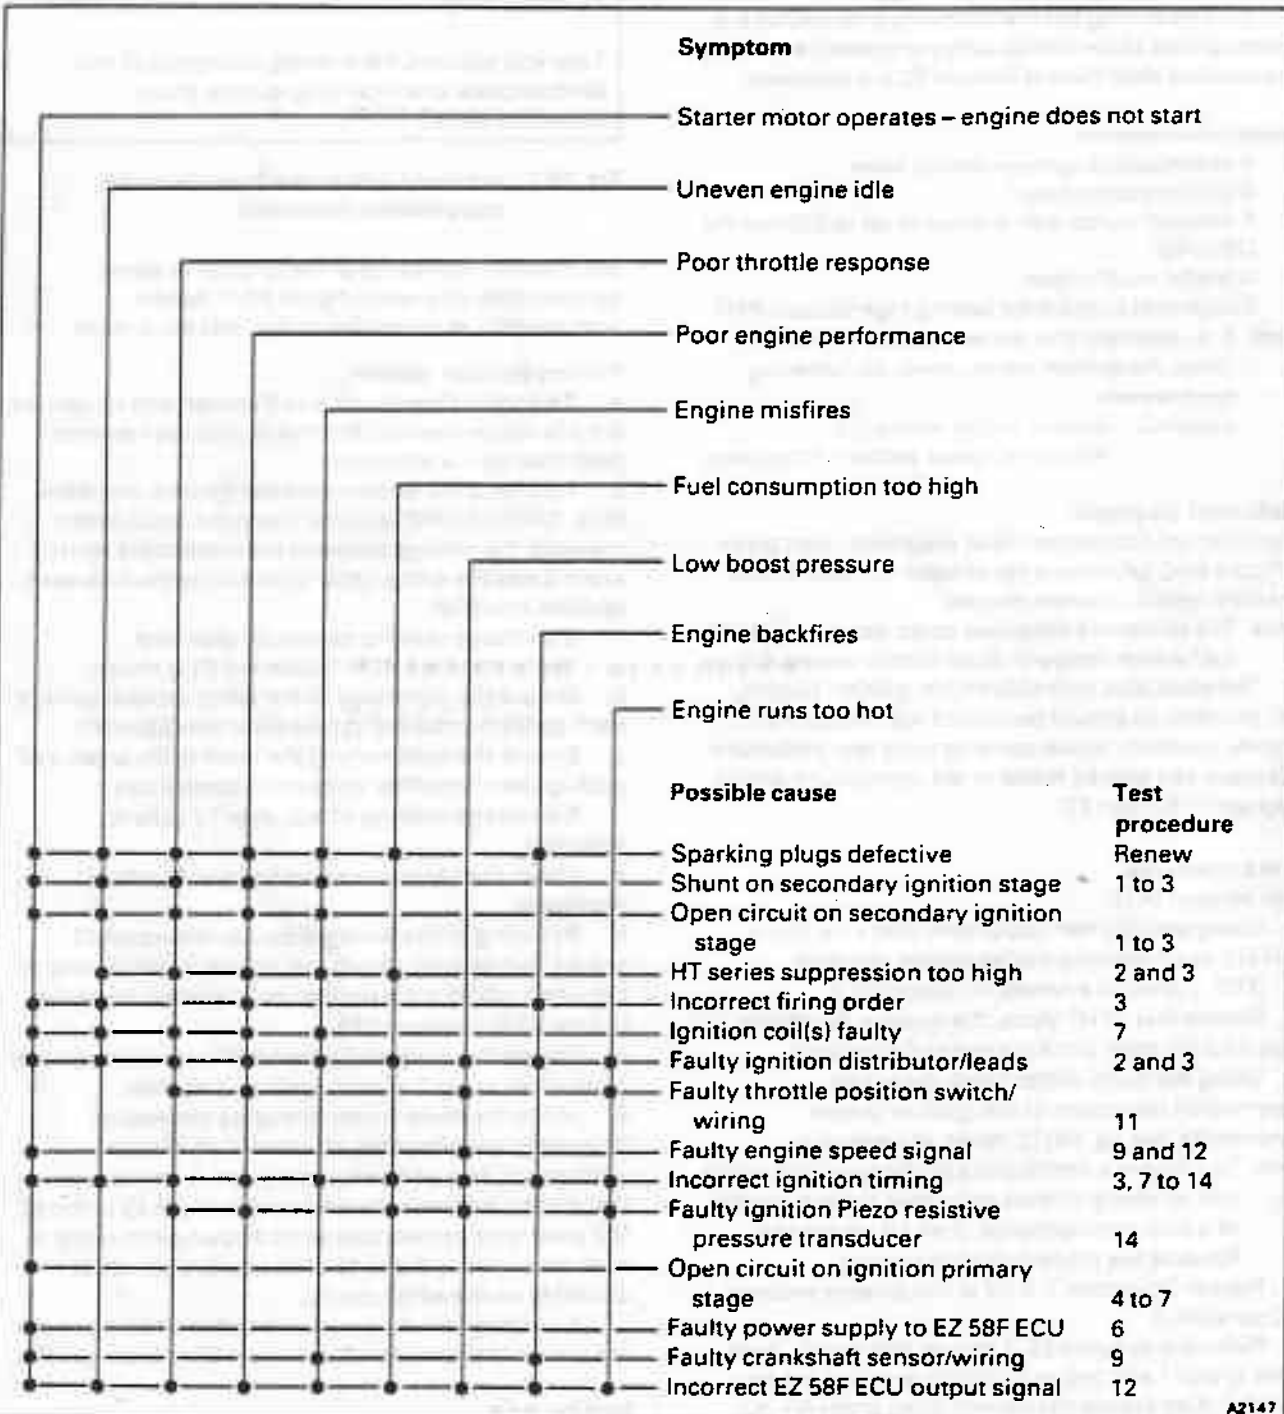 Symptom
Starter motor operates – engine does not start
Uneven engine idle
Poor throttle response
Poor engine performance
Engine misfires
Fuel consumption too high
Low boost pressure
Engine backfires
Engine runs too hot
Possible cause Test
procedure
Sparking plugs defective Renew
Shunt on secondary ignition stage 1 to 3
Open circuit on secondary ignition
stage 1 to 3
HT series suppression too high 2 and 3
Incorrect firing order 3
Ignition coil(s) faulty 7
Faulty ignition distributor/leads 2 and 3
Faulty throttle position switch/
wiring 11
Faulty engine speed signal 9 and 12
Incorrect ignition timing 3, 7 to 14
Faulty ignition Piezo resistive
pressure transducer 14
Open circuit on ignition primary
stage 4 to 7
Faulty power supply to EZ 58F ECU 6
Faulty crankshaft sensor/wiring 9
Incorrect EZ 58F ECU output signal 12
A2147